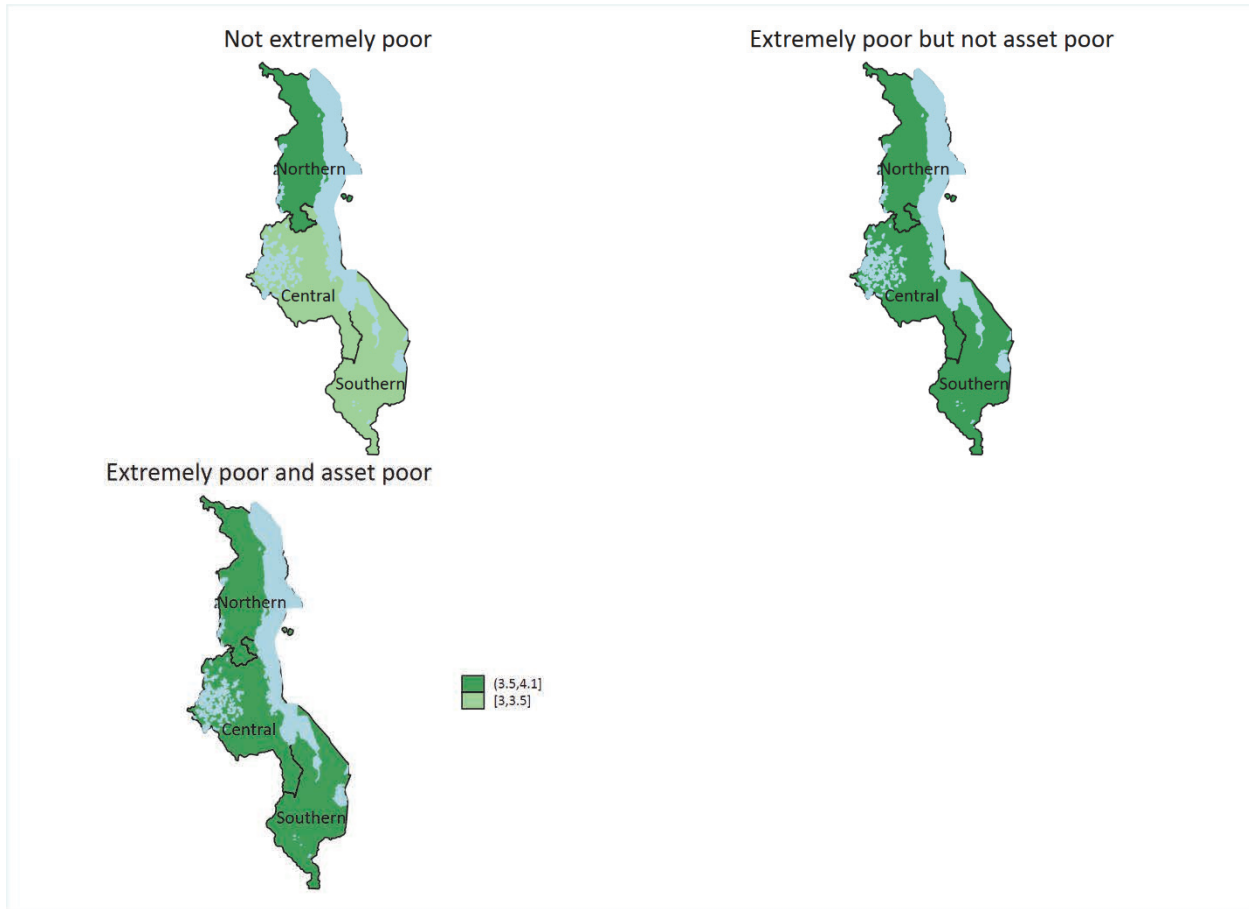 Not extremely poor
Northern
Central
Southern
Extremely poor but not asset poor
Northern
Central
Southern
Extremely poor and asset poor
Northern
Central
Southern
(3.5,4.1]
[3,3.5]